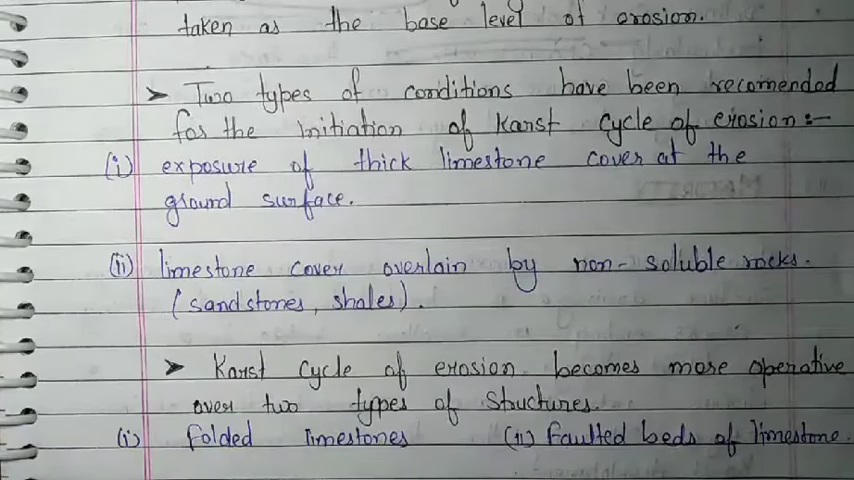 taken as the base level of erosion.
➤ Two types of conditions have been recomended
for the initiation of Karst cycle of erosion :-
(i) exposure of thick limestone cover at the
ground surface.
(ii) limestone cover overlain by non-soluble rocks.
(sandstones, shales).
➤ Karst cycle of erosion becomes more operative
over two types of structures.
(i) Folded limestones (ii) Faulted beds of limestone.